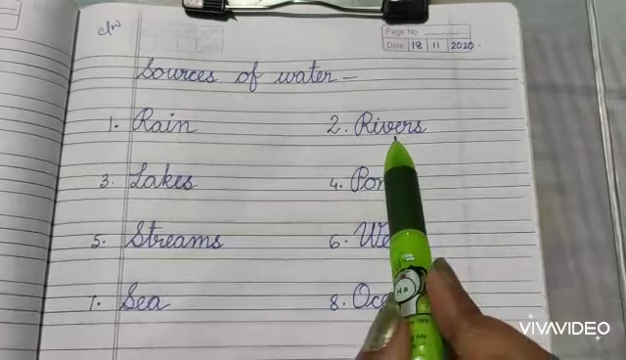 c/w
Page No
Date 18 11 2020
Sources of water –
1. Rain 2. Rivers
3. Lakes 4.
5. Streams 6.
7. Sea 8.
VIVAVIDEO